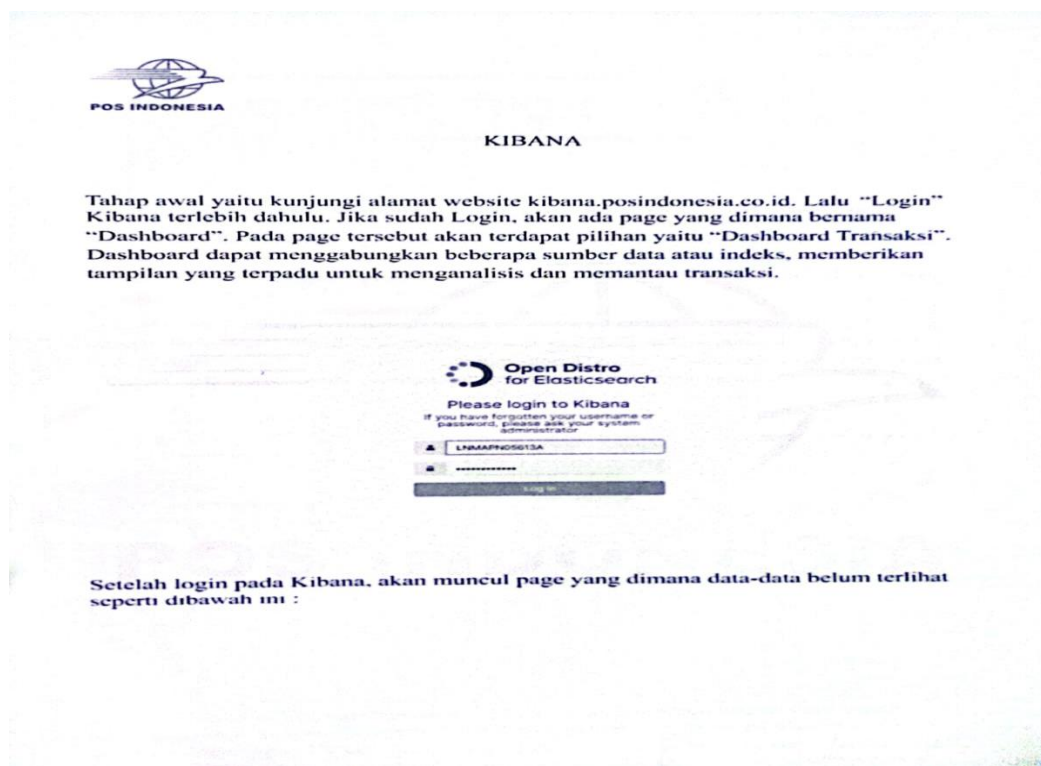 POS INDONESIA
KIBANA
Tahap awal yaitu kunjungi alamat website kibana.posindonesia.co.id. Lalu “Login”
Kibana terlebih dahulu. Jika sudah Login, akan ada page yang dimana bernama
“Dashboard”. Pada page tersebut akan terdapat pilihan yaitu “Dashboard Transaksi”.
Dashboard dapat menggabungkan beberapa sumber data atau indeks, memberikan
tampilan yang terpadu untuk menganalisis dan memantau transaksi.
Open Distro
for Elasticsearch
Please login to Kibana
If you have forgotten your username or
password, please ask your system
administrator
LNMAPN05613A
Log In
Setelah login pada Kibana, akan muncul page yang dimana data-data belum terlihat
seperti dibawah ini :